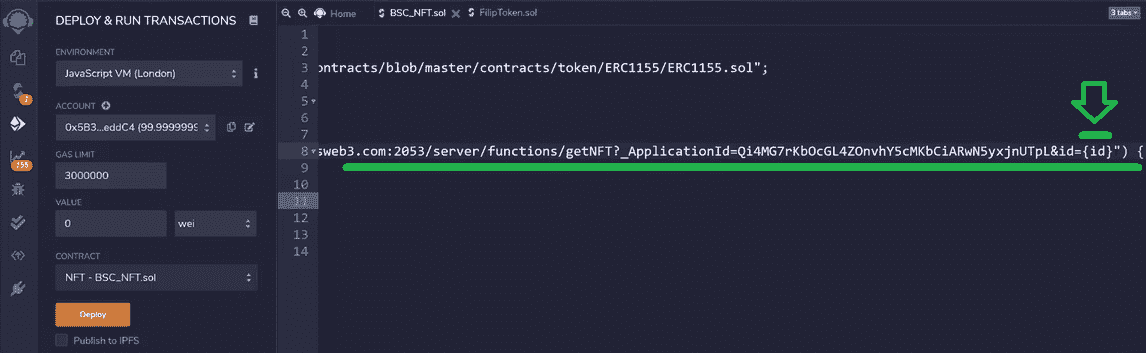 DEPLOY & RUN TRANSACTIONS
ENVIRONMENT
JavaScript VM (London)
i
ACCOUNT
0x5B3...eddC4 (99.9999999
GAS LIMIT
3000000
VALUE
0
wei
CONTRACT
NFT - BSC_NFT.sol
Deploy
Publish to IPFS
Home
BSC_NFT.sol
FilipToken.sol
3 tabs
1
2
3 ontracts/blob/master/contracts/token/ERC1155/ERC1155.sol";
4
5
6
7
8 sweb3.com:2053/server/functions/getNFT?_ApplicationId=Qi4MG7rKbOcGL4ZOnvhY5cMKbCiARwN5yxjnUTpL&id={id}") {
9
10
11
12
13
14